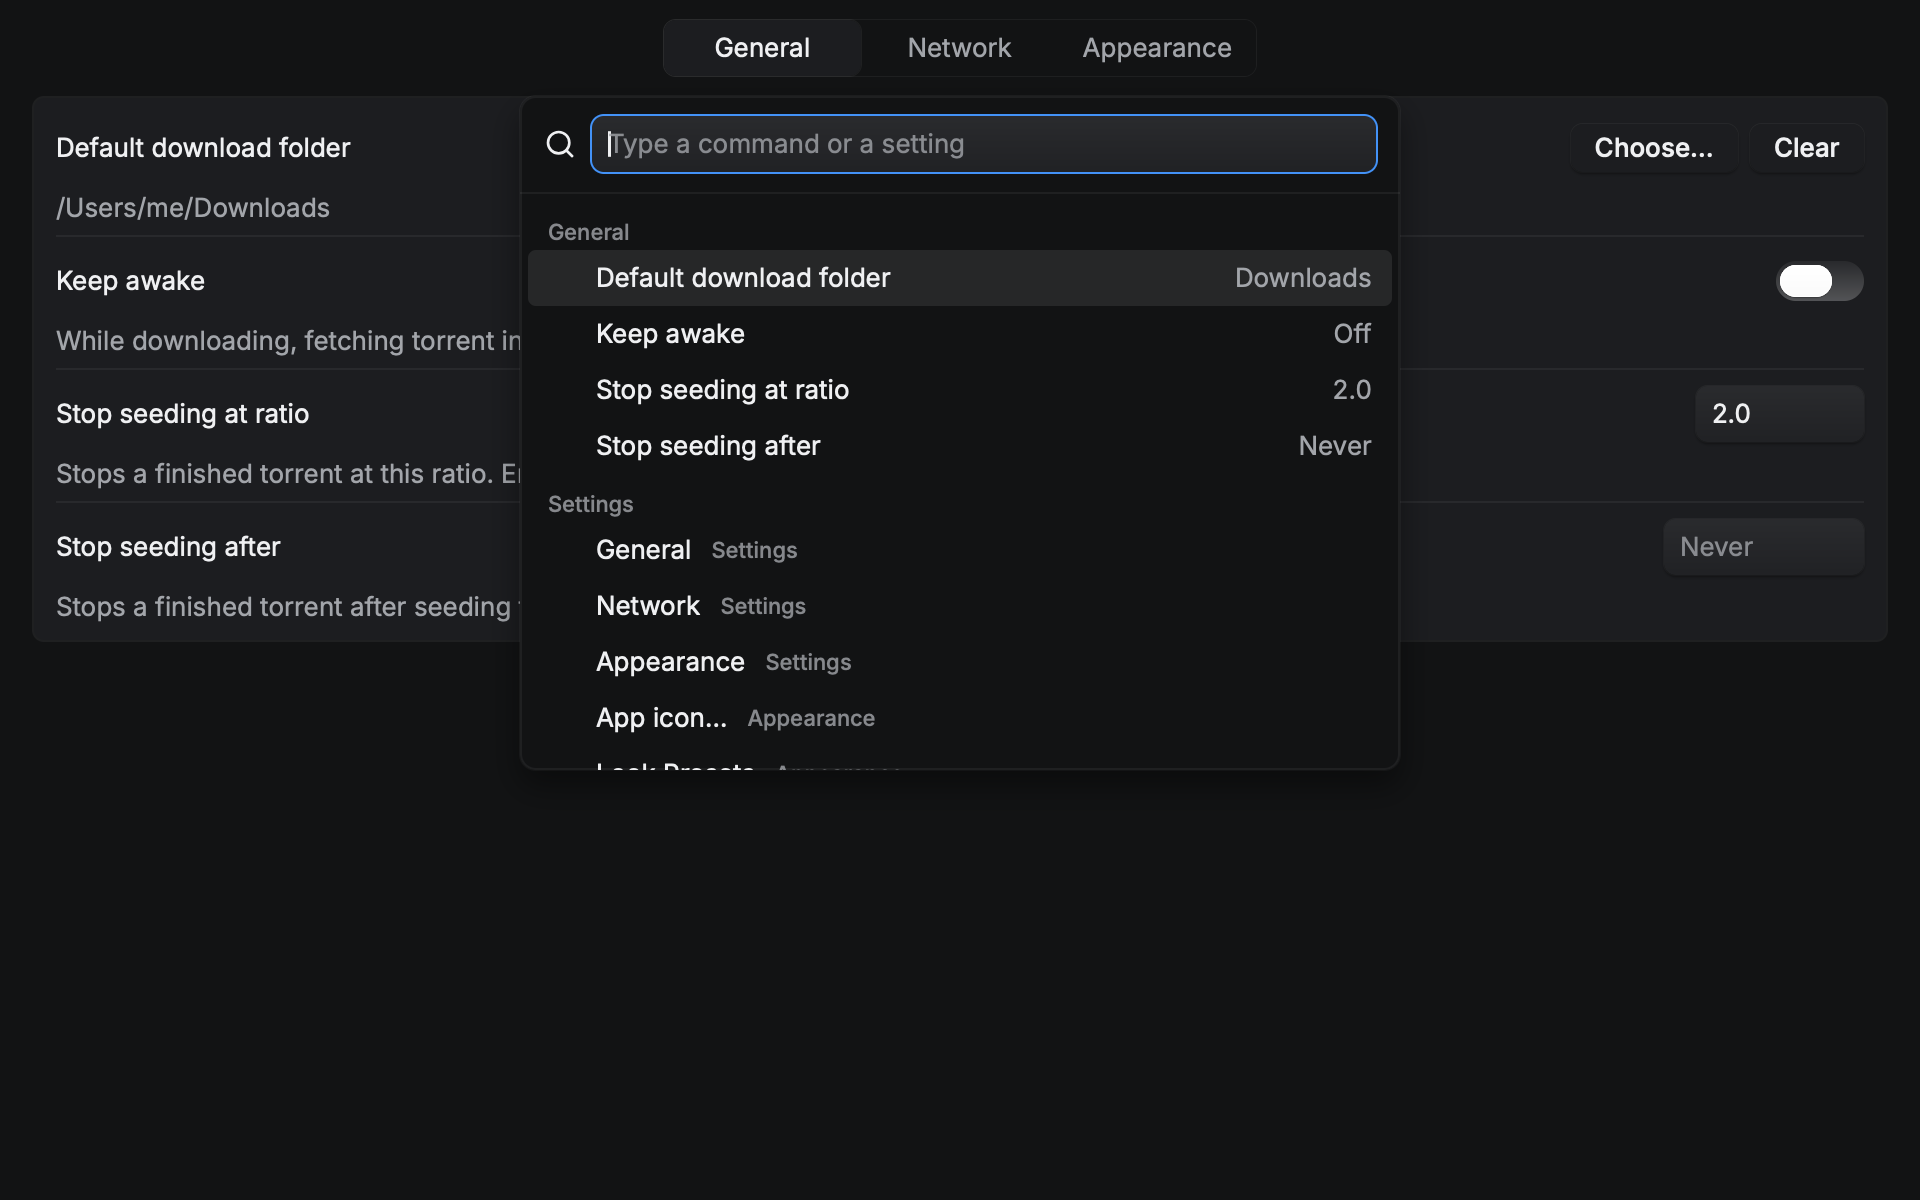 General Network Appearance
Default download folder
/Users/me/Downloads
Choose... Clear
Keep awake
While downloading, fetching torrent
Stop seeding at ratio
Stops a finished torrent at this ratio.
2.0
Stop seeding after
Stops a finished torrent after seeding
Never
Type a command or a setting
General
Default download folder Downloads
Keep awake Off
Stop seeding at ratio 2.0
Stop seeding after Never
Settings
General Settings
Network Settings
Appearance Settings
App icon... Appearance